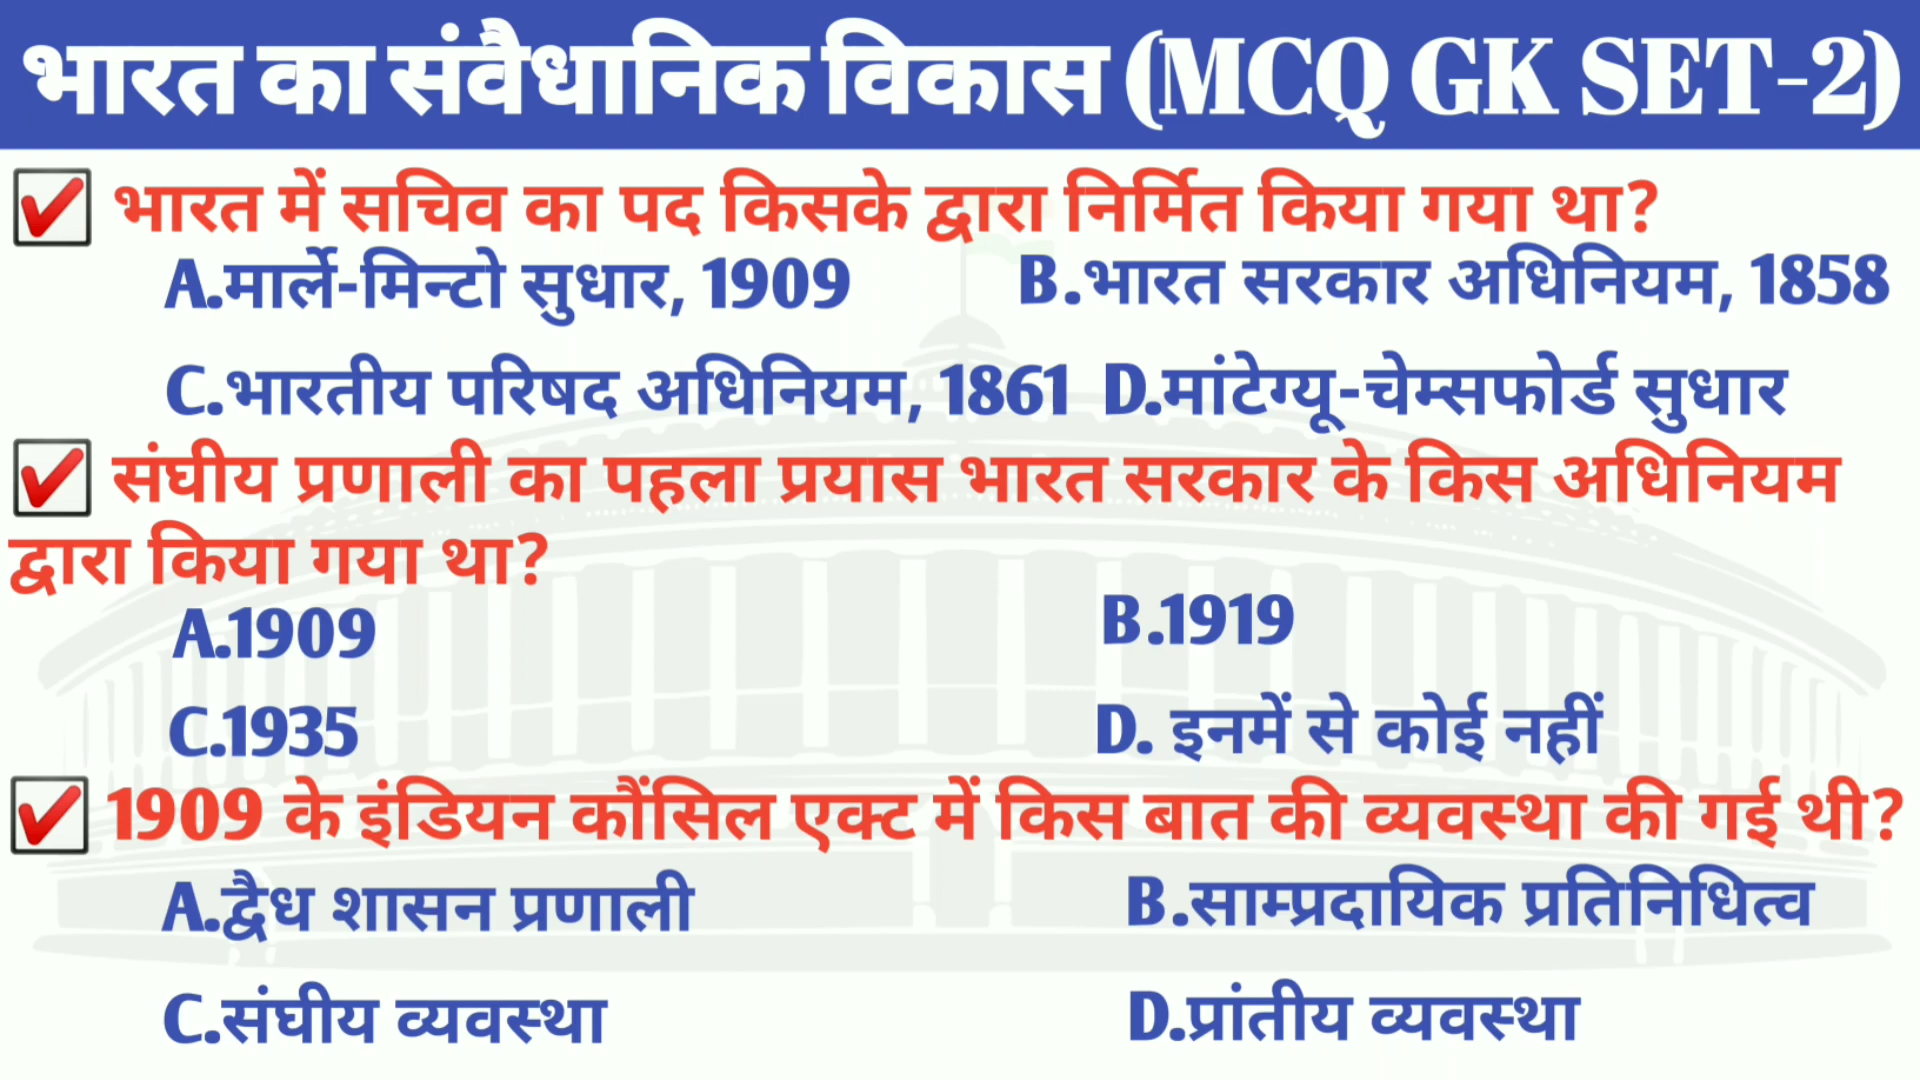 भारत का संवैधानिक विकास (MCQ GK SET-2)
भारत में सचिव का पद किसके द्वारा निर्मित किया गया था?
A.मार्ले-मिन्टो सुधार, 1909 B.भारत सरकार अधिनियम, 1858
C.भारतीय परिषद अधिनियम, 1861 D.मांटेग्यू-चेम्सफोर्ड सुधार
संघीय प्रणाली का पहला प्रयास भारत सरकार के किस अधिनियम
द्वारा किया गया था?
A.1909 B.1919
C.1935 D. इनमें से कोई नहीं
1909 के इंडियन कौंसिल एक्ट में किस बात की व्यवस्था की गई थी?
A.द्वैध शासन प्रणाली B.साम्प्रदायिक प्रतिनिधित्व
C.संघीय व्यवस्था D.प्रांतीय व्यवस्था